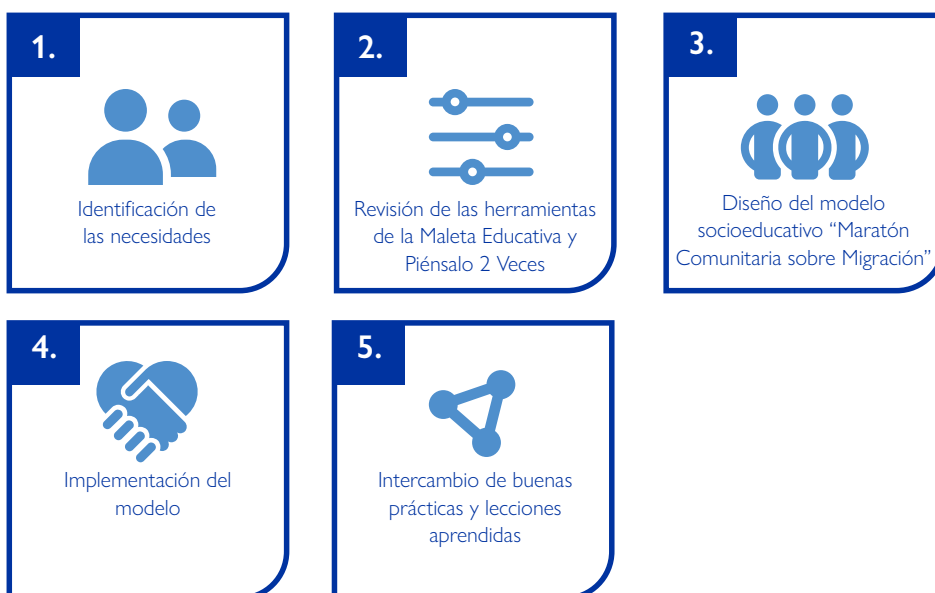 1.
Identificación de
las necesidades
2.
Revisión de las herramientas
de la Maleta Educativa y
Piénsalo 2 Veces
3.
Diseño del modelo
socioeducativo “Maratón
Comunitaria sobre Migración”
4.
Implementación del
modelo
5.
Intercambio de buenas
prácticas y lecciones
aprendidas